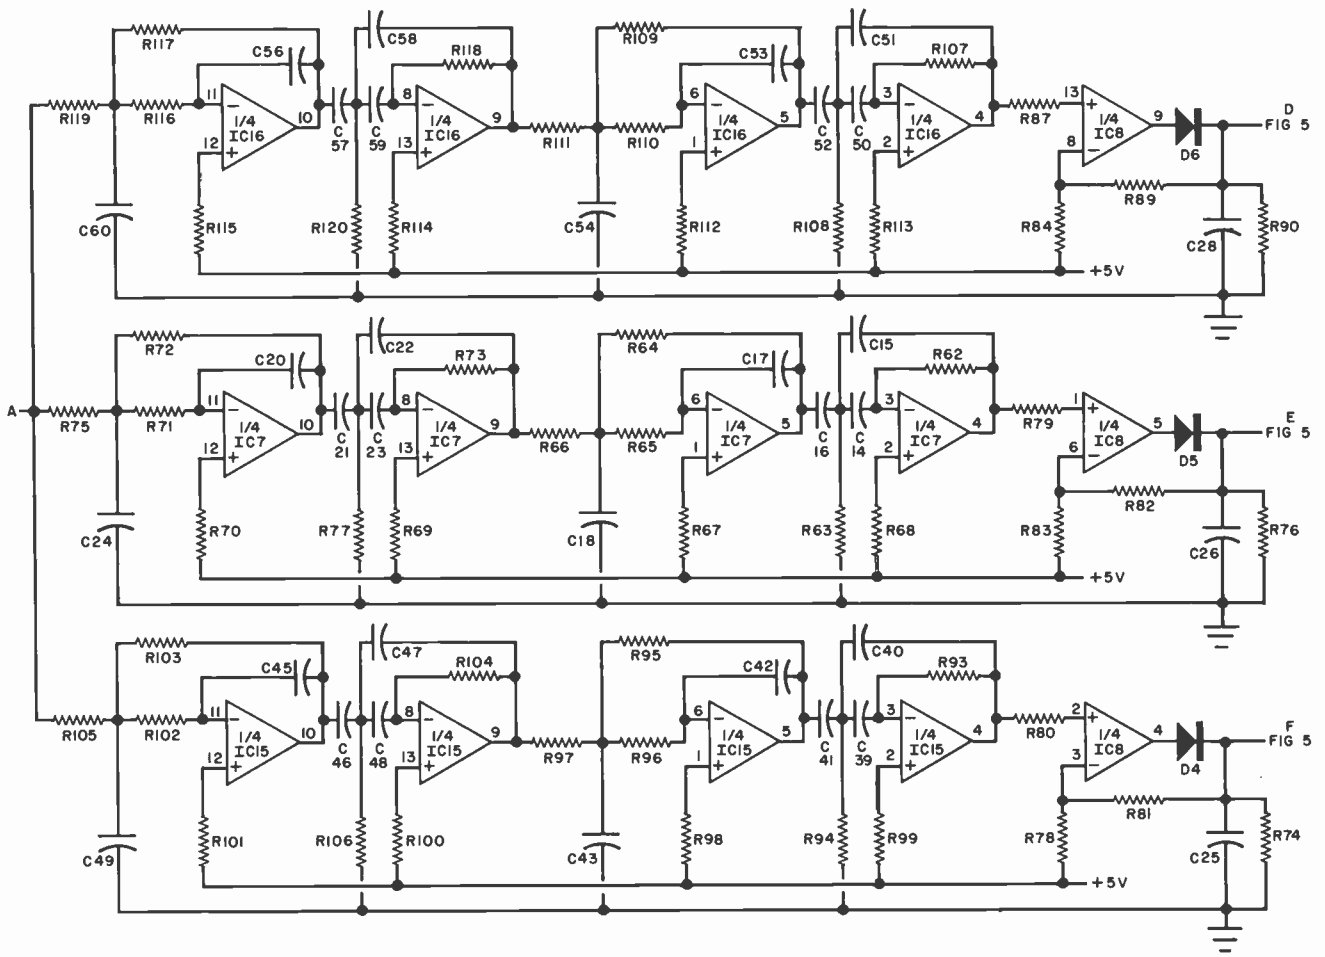 R117
C56
C58
R118
R109
C53
C51
R107
R119
R116
11
1/4
IC16
10
12
C
57
C
59
8
1/4
IC16
9
13
R111
R110
6
1/4
IC16
5
1
C
52
C
50
3
1/4
IC16
4
2
R87
13
1/4
IC8
9
8
D6
D
FIG 5
C60
R115
R120
R114
C54
R112
R108
R113
R84
R89
C28
R90
+5V
R72
C20
C22
R73
R64
C17
C15
R62
A
R75
R71
11
1/4
IC7
10
12
C
21
C
23
8
1/4
IC7
9
13
R66
R65
6
1/4
IC7
5
1
C
16
C
14
3
1/4
IC7
4
2
R79
1
1/4
IC8
5
6
D5
E
FIG 5
C24
R70
R77
R69
C18
R67
R63
R68
R83
R82
C26
R76
+5V
R103
C45
C47
R104
R95
C42
C40
R93
R105
R102
11
1/4
IC15
10
12
C
46
C
48
8
1/4
IC15
9
13
R97
R96
6
1/4
IC15
5
1
C
41
C
39
3
1/4
IC15
4
2
R80
2
1/4
IC8
4
3
D4
F
FIG 5
C49
R101
R106
R100
C43
R98
R94
R99
R78
R81
C25
R74
+5V